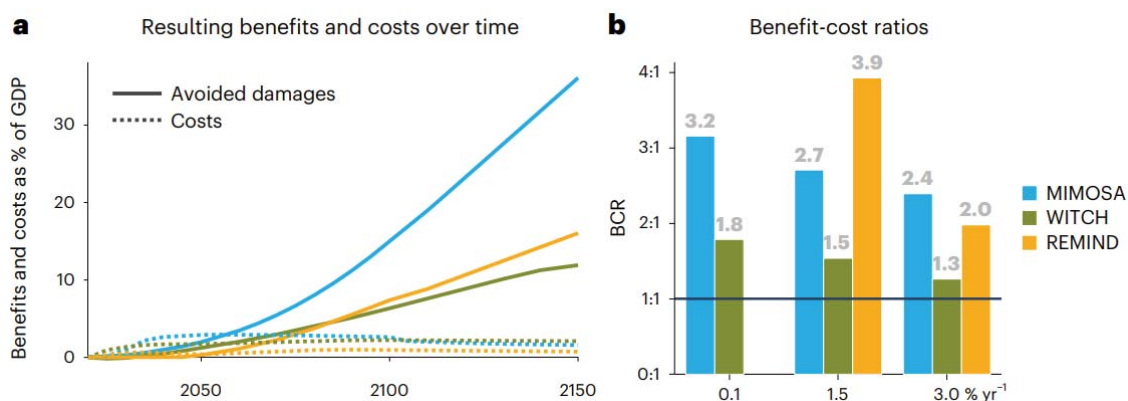 a Resulting benefits and costs over time
Benefits and costs as % of GDP
Avoided damages
Costs
30
20
10
0
2050 2100 2150
b Benefit-cost ratios
BCR
4:1
3:1
2:1
1:1
0:1
3.2
1.8
2.7
1.5
3.9
2.4
1.3
2.0
0.1 1.5 3.0 % yr⁻¹
MIMOSA
WITCH
REMIND